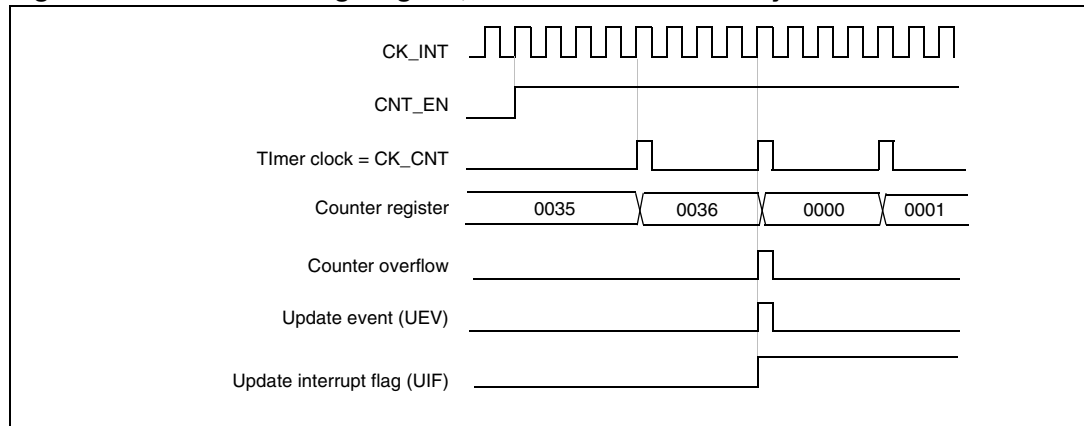 CK_INT
CNT_EN
TImer clock = CK_CNT
Counter register 0035 0036 0000 0001
Counter overflow
Update event (UEV)
Update interrupt flag (UIF)